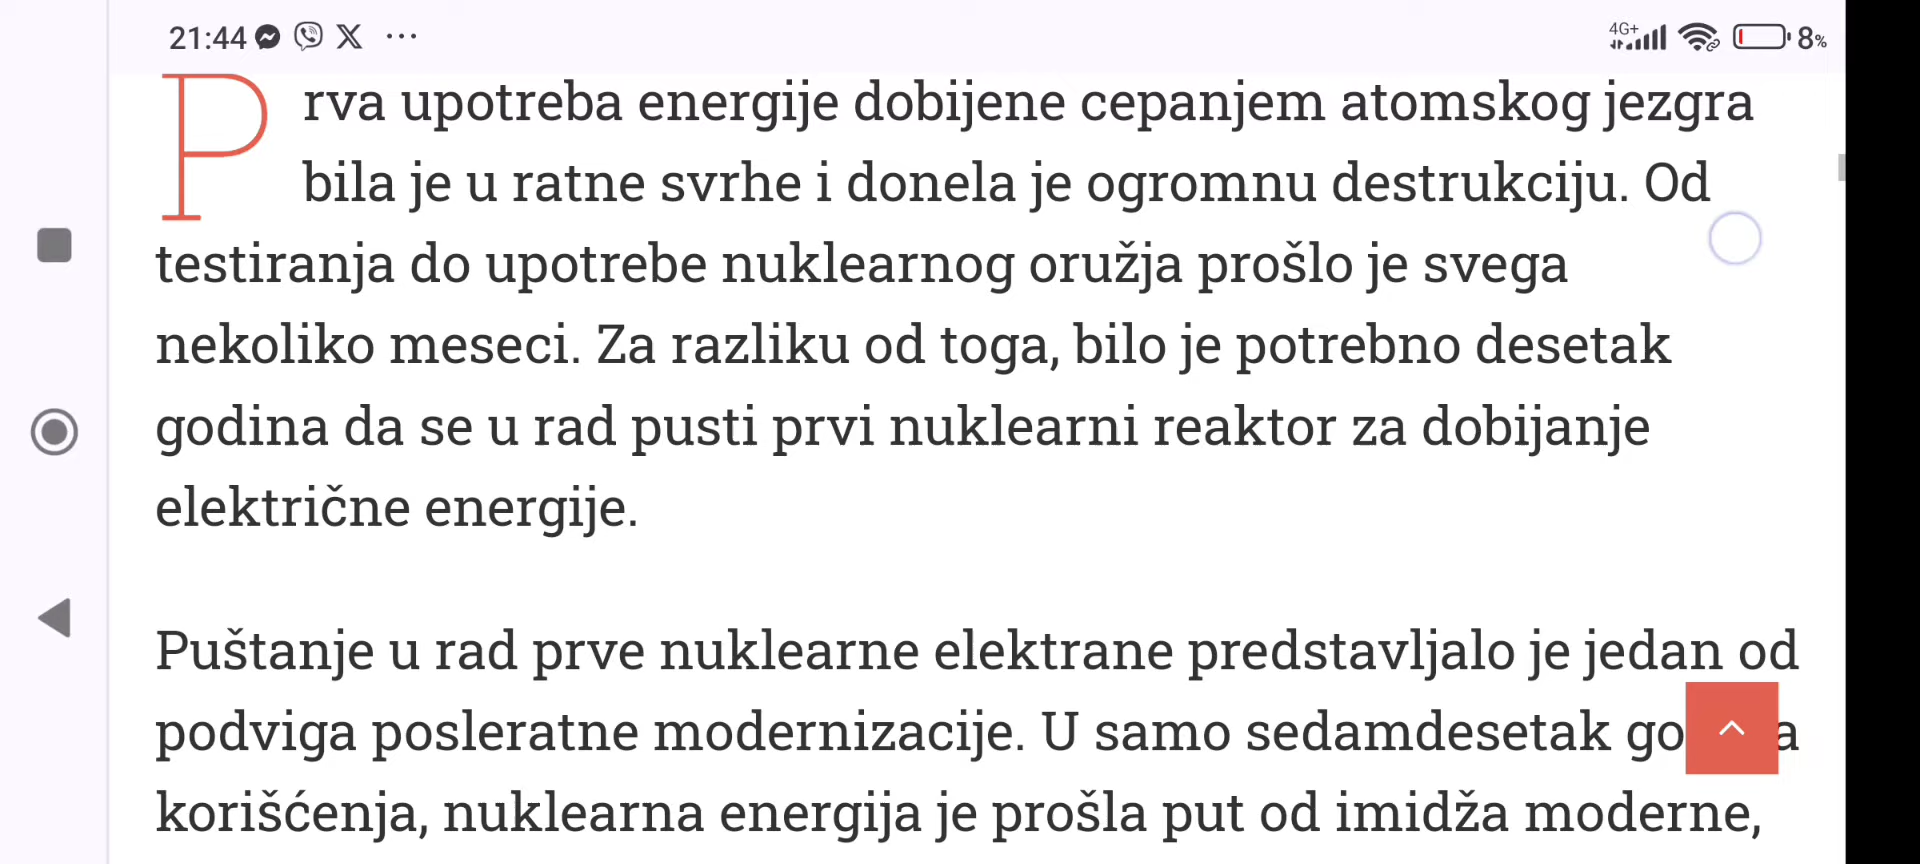 21:44 ... 4G+ 8%
Prva upotreba energije dobijene cepanjem atomskog jezgra
bila je u ratne svrhe i donela je ogromnu destrukciju. Od
testiranja do upotrebe nuklearnog oružja prošlo je svega
nekoliko meseci. Za razliku od toga, bilo je potrebno desetak
godina da se u rad pusti prvi nuklearni reaktor za dobijanje
električne energije.
Puštanje u rad prve nuklearne elektrane predstavljalo je jedan od
podviga posleratne modernizacije. U samo sedamdesetak
korišćenja, nuklearna energija je prošla put od imidža moderne,